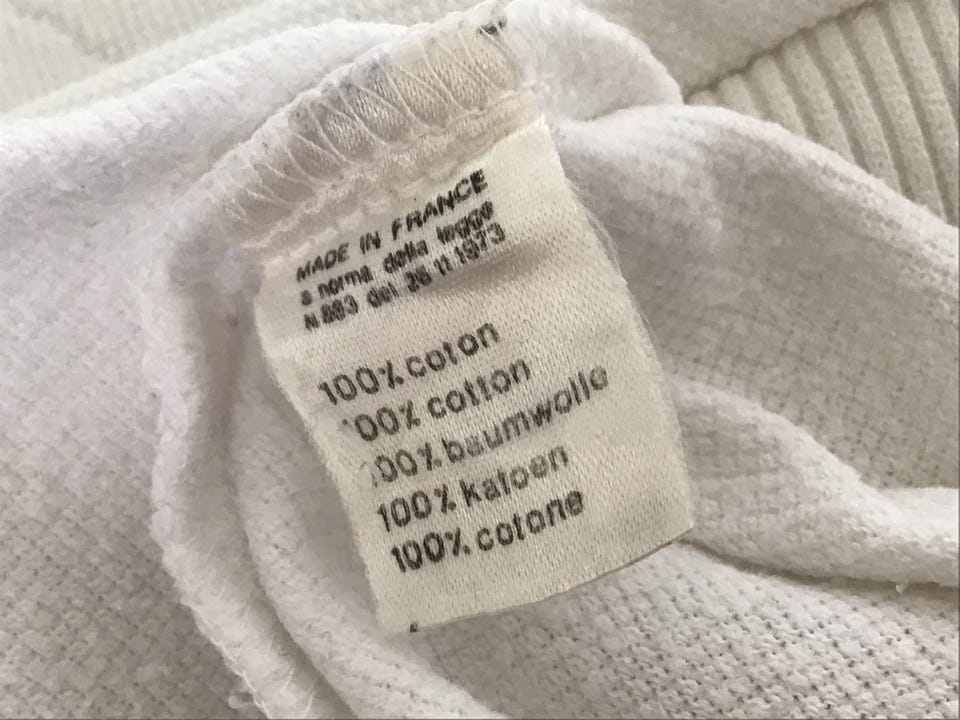 MADE IN FRANCE
a norma della legge
N.883 del 26 11 1973
100% coton
100% cotton
100% baumwolle
100% katoen
100% cotone